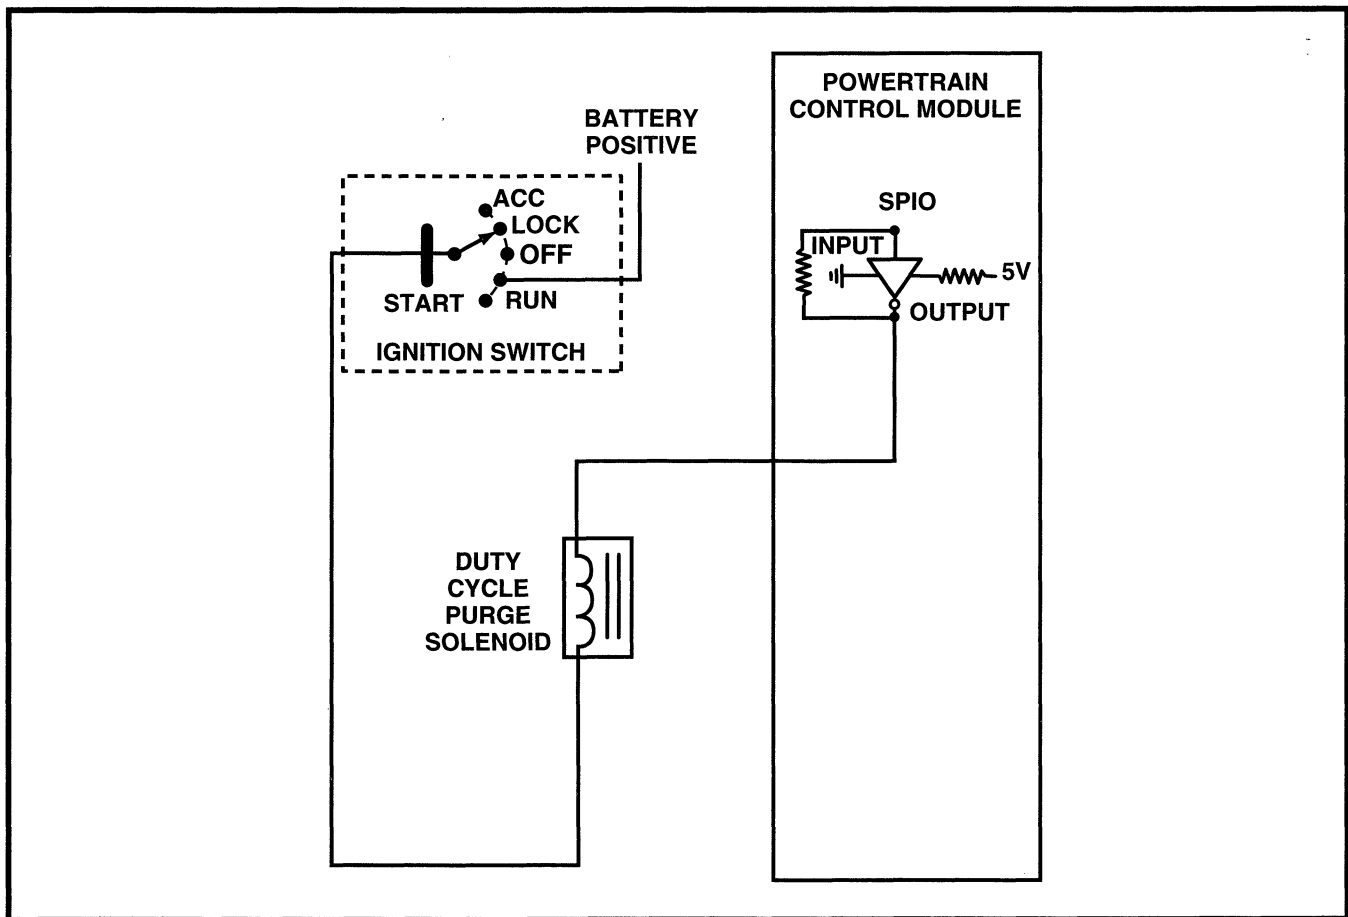 POWERTRAIN
CONTROL MODULE
BATTERY
POSITIVE
SPIO
ACC
LOCK
INPUT
OFF
5V
START
RUN
OUTPUT
IGNITION SWITCH
DUTY
CYCLE
PURGE
SOLENOID